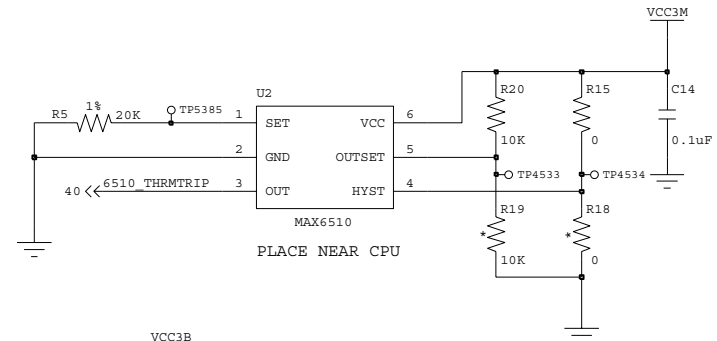 VCC3M
U2
R20
R15
C14
R5
1%
20K
TP5385
1
SET
VCC
6
10K
0
0.1uF
2
GND
OUTSET
5
TP4533
TP4534
40
6510_THRMTRIP
3
OUT
HYST
4
MAX6510
R19
R18
*
*
PLACE NEAR CPU
10K
0
VCC3B